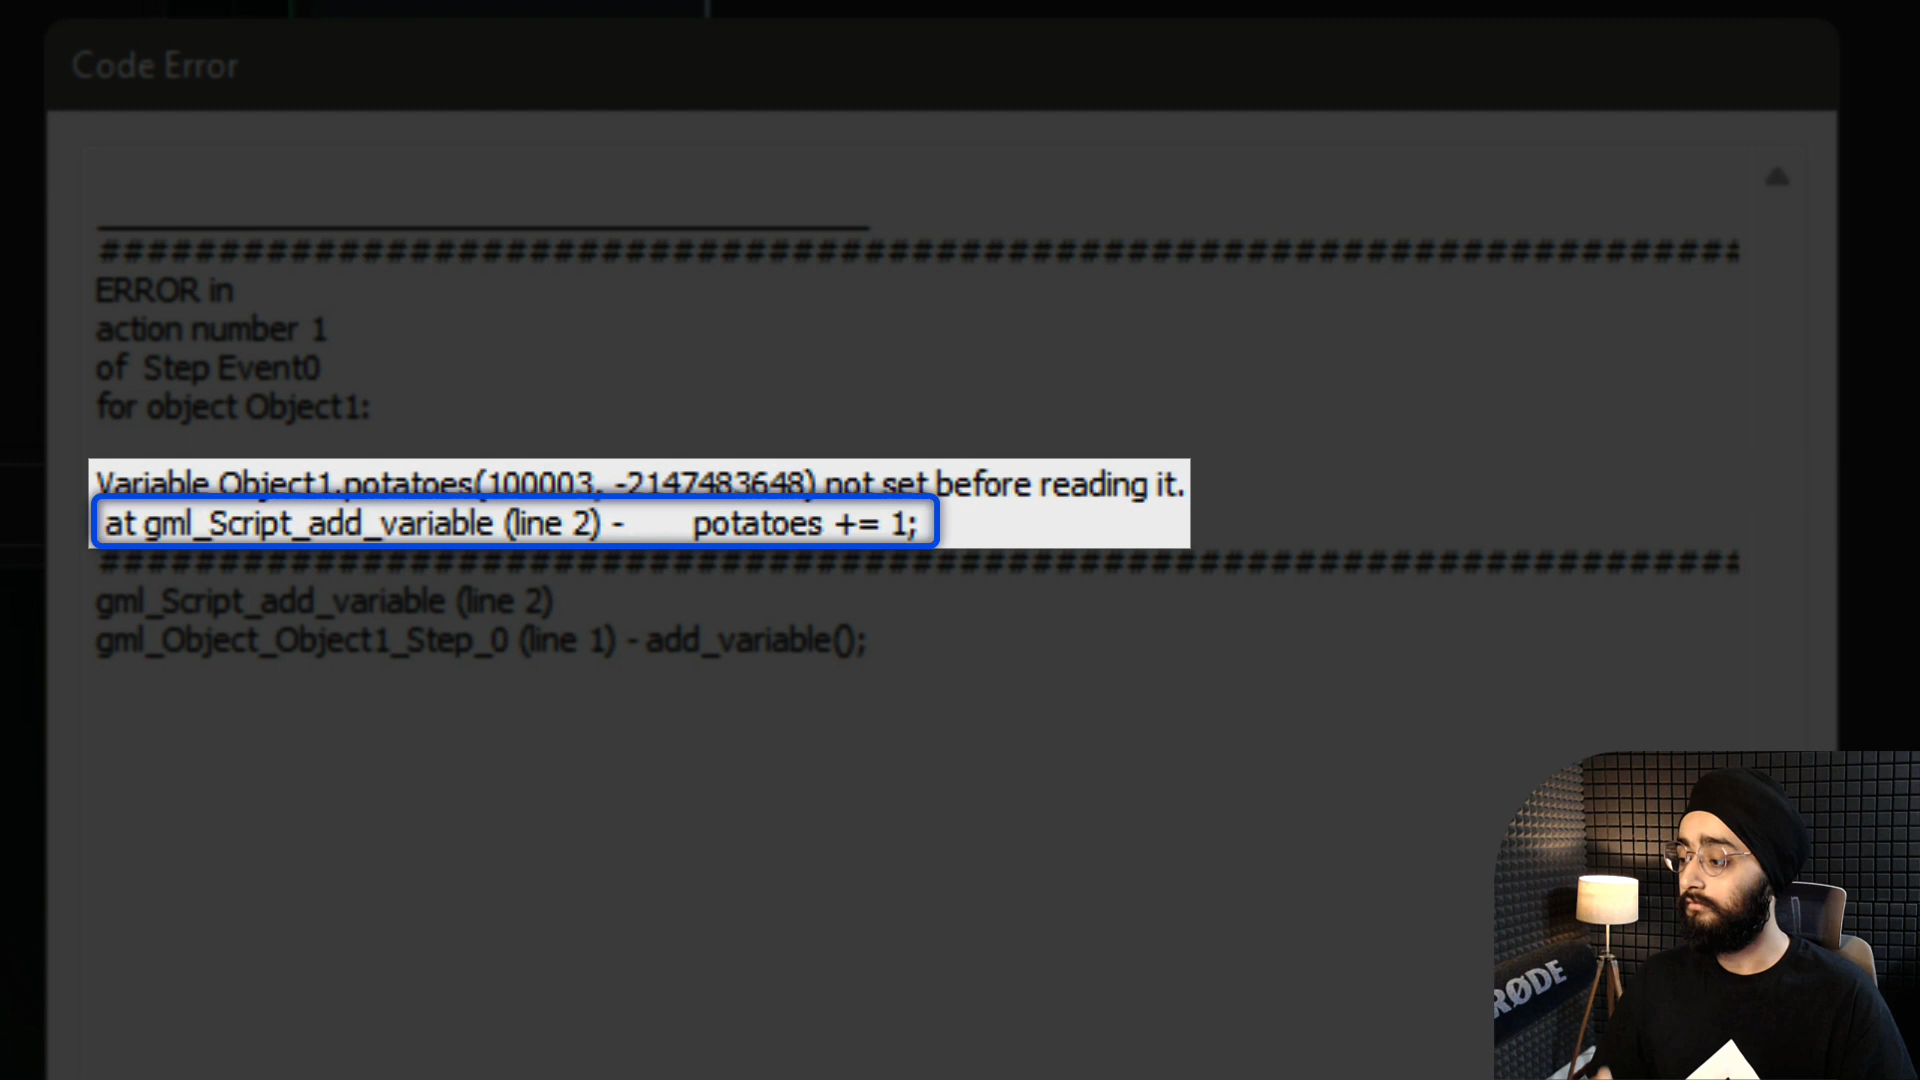 Code Error
################################################################################
ERROR in
action number 1
of  Step Event0
for object Object1:
Variable Object1.potatoes(100003, -2147483648) not set before reading it.
at gml_Script_add_variable (line 2) -        potatoes += 1;
################################################################################
gml_Script_add_variable (line 2)
gml_Object_Object1_Step_0 (line 1) - add_variable();
RØDE